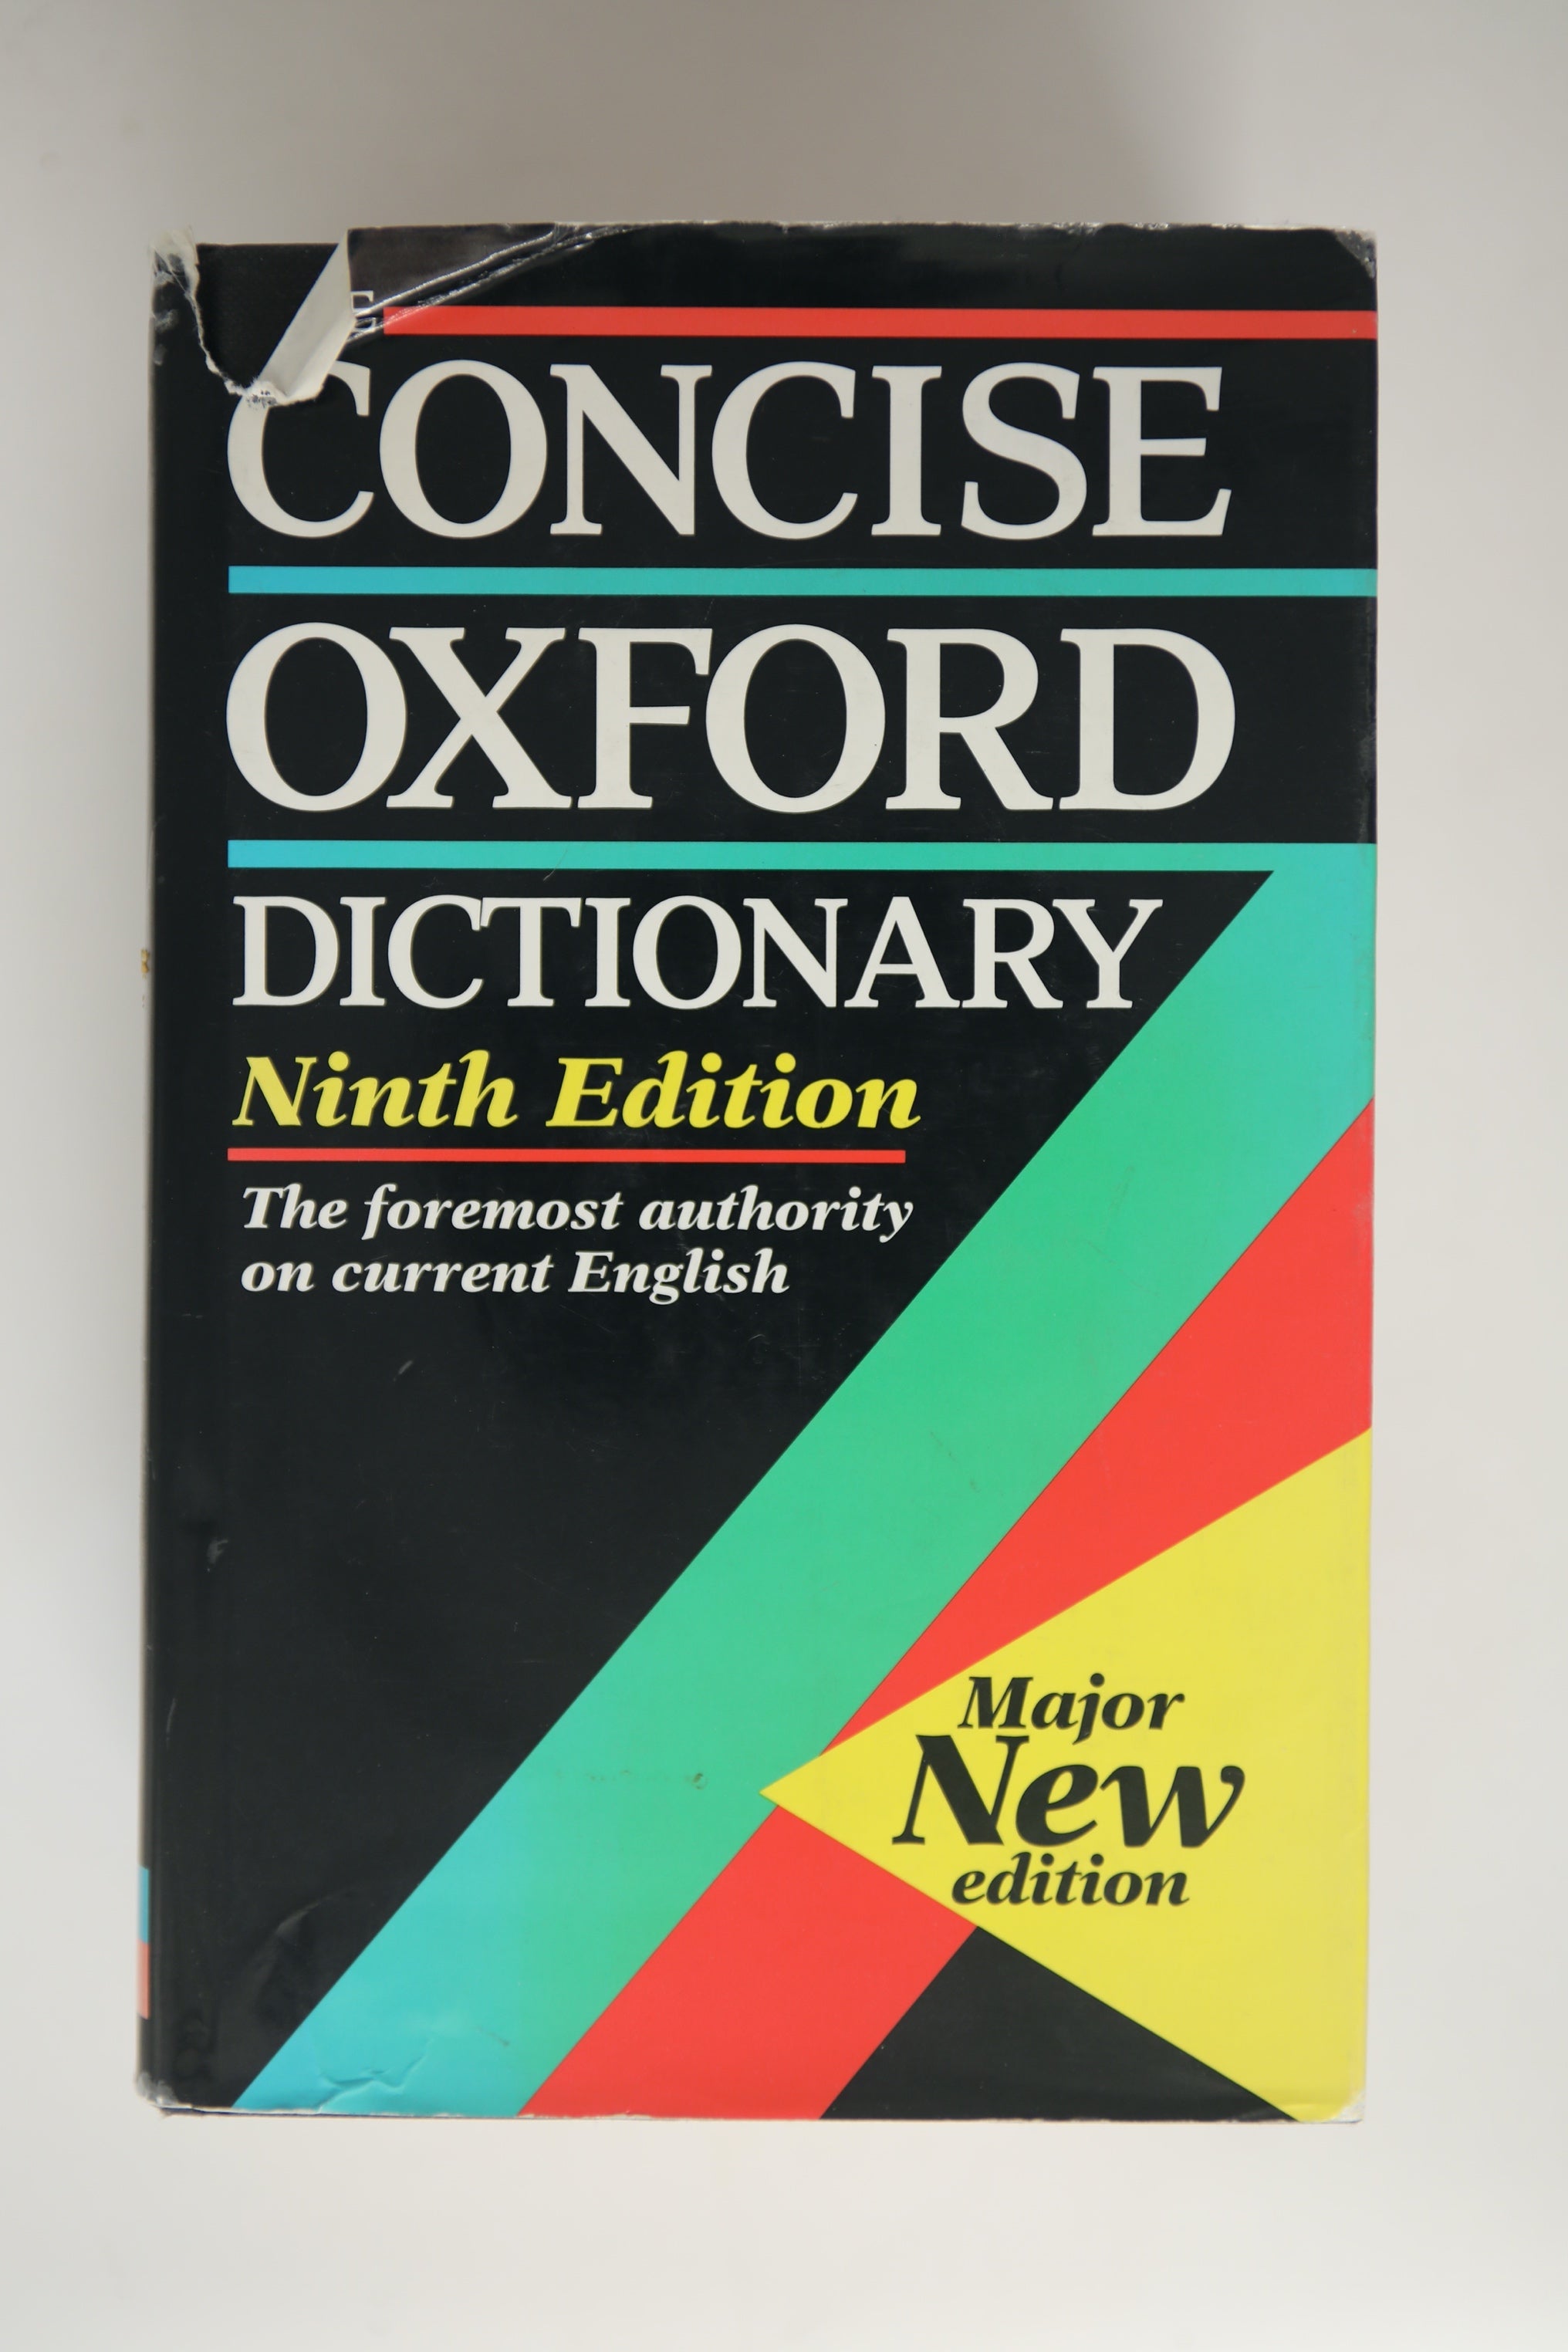 CONCISE
OXFORD
DICTIONARY
Ninth Edition
The foremost authority
on current English
Major
New
edition